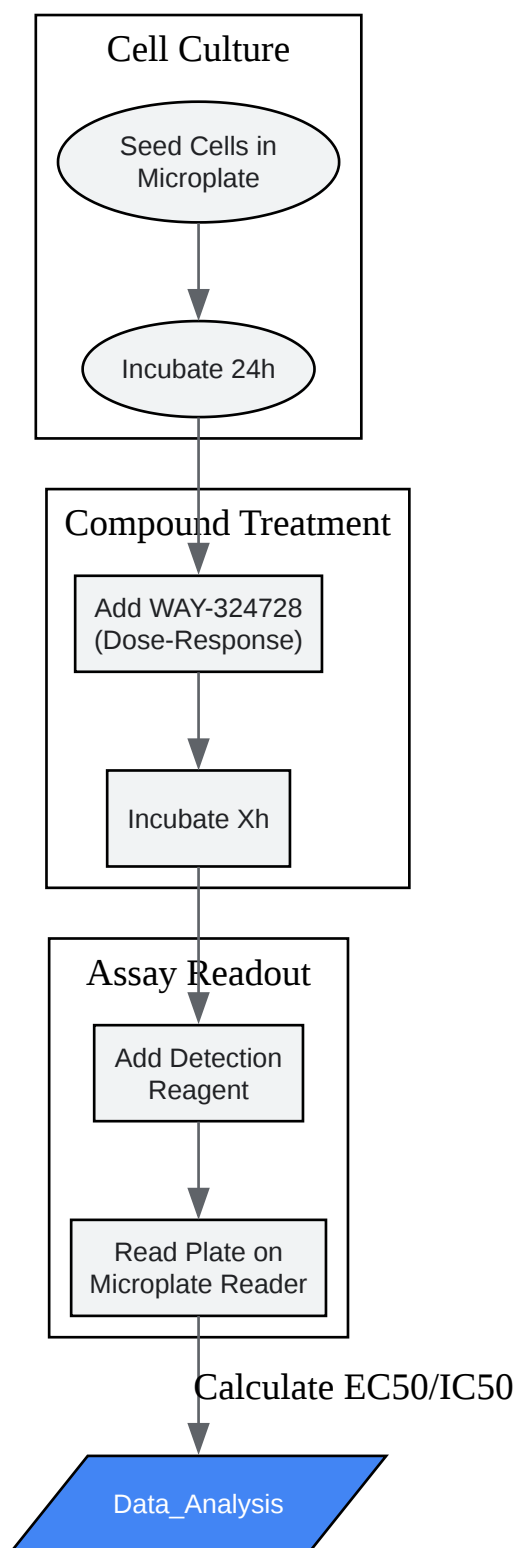 Cell Culture
Seed Cells in
Microplate
Incubate 24h
Compound Treatment
Add WAY-324728
(Dose-Response)
Incubate Xh
Assay Readout
Add Detection
Reagent
Read Plate on
Microplate Reader
Calculate EC50/IC50
Data_Analysis